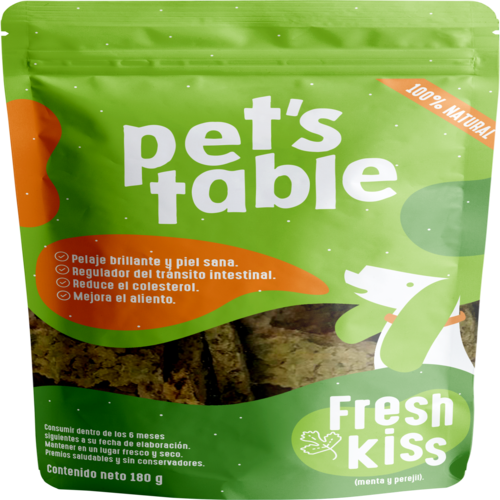 100% NATURAL
pet's
table
Pelaje brillante y piel sana.
Regulador del tránsito intestinal.
Reduce el colesterol.
Mejora el aliento.
Fresh
Kiss
(menta y perejil).
Consumir dentro de los 6 meses
siguientes a su fecha de elaboración.
Mantener en un lugar fresco y seco.
Premios saludables y sin conservadores.
Contenido neto 180 g